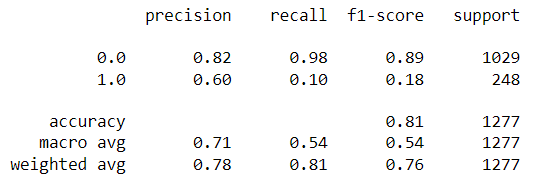 precision recall f1-score support
0.0 0.82 0.98 0.89 1029
1.0 0.60 0.10 0.18 248
accuracy 0.81 1277
macro avg 0.71 0.54 0.54 1277
weighted avg 0.78 0.81 0.76 1277